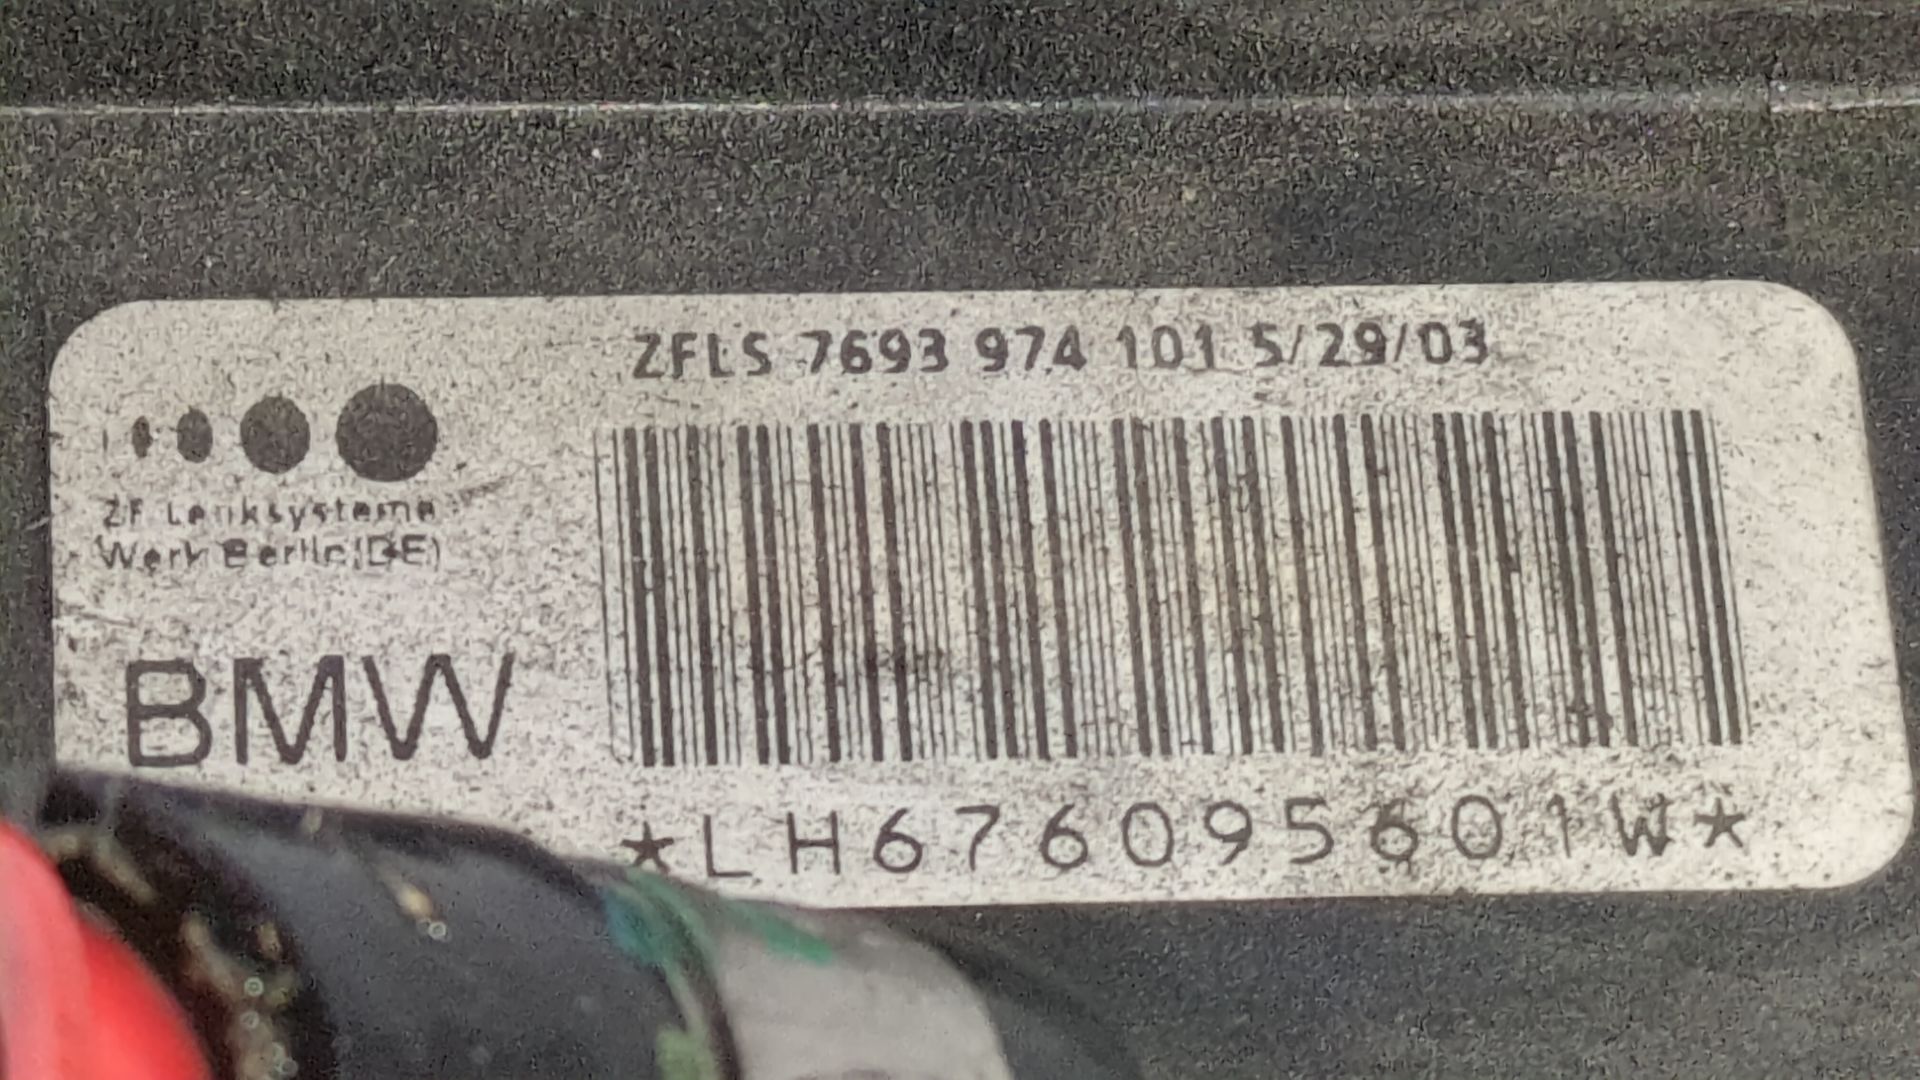 ZFLS 7693 974 101 5/29/03
ZF Lenksysteme
Werk Berlin(DE)
BMW
*LH676095601W*